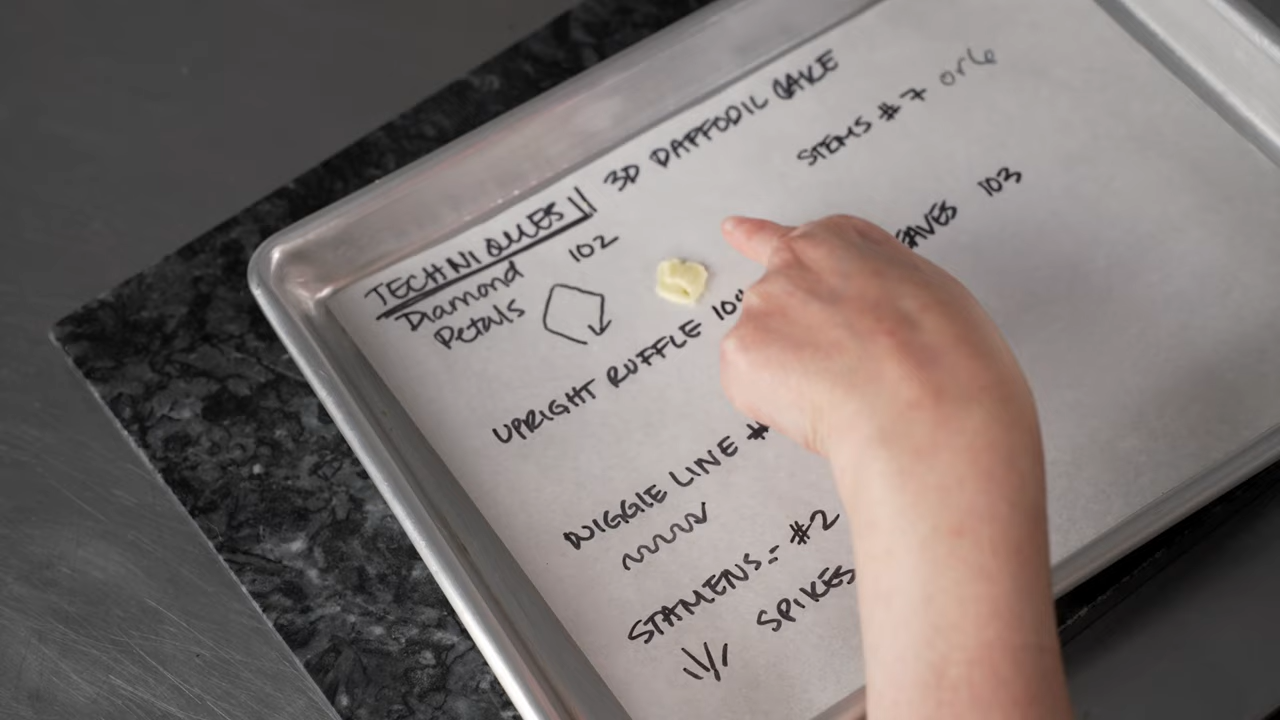 TECHNIQUES 3D DAFFODIL CAKE
Diamond 102
Petals
UPRIGHT RUFFLE
WIGGLE LINE #
STAMENS = #2
SPIKES
STEMS #7 or 6
103